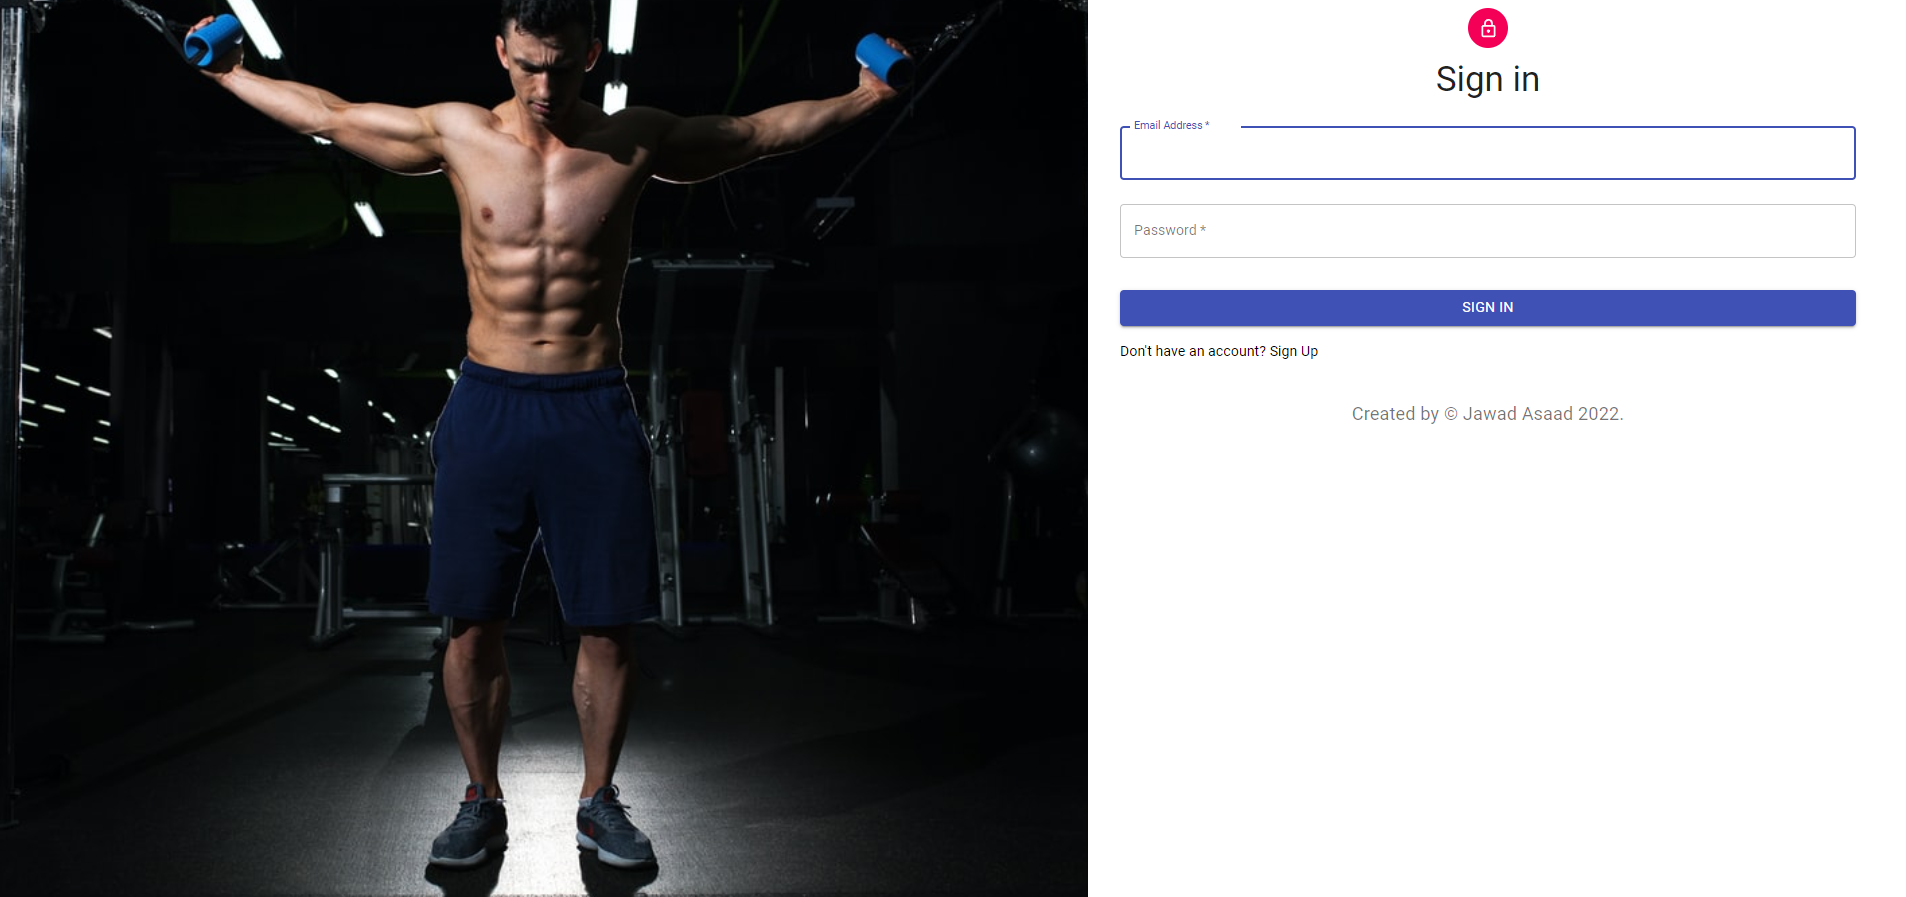 Sign in
Email Address *
Password *
SIGN IN
Don't have an account? Sign Up
Created by © Jawad Asaad 2022.